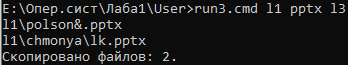 E:\Опер.сист\Лаба1\User>run3.cmd l1 pptx l3
l1\polson&.pptx
l1\chmonya\lk.pptx
Скопировано файлов: 2.